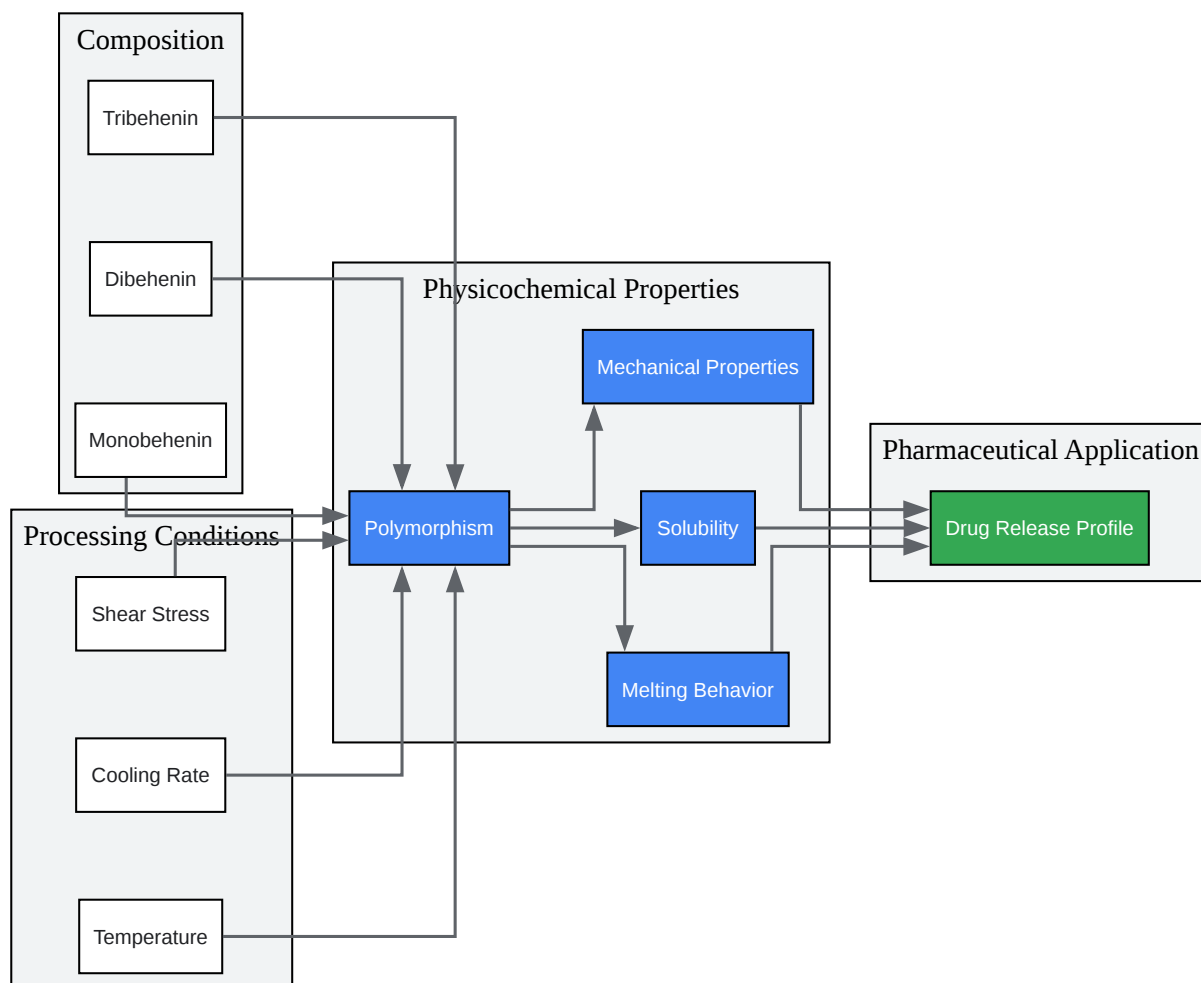 Composition
Tribehenin
Dibehenin
Monobehenin
Processing Conditions
Shear Stress
Cooling Rate
Temperature
Physicochemical Properties
Mechanical Properties
Polymorphism
Solubility
Melting Behavior
Pharmaceutical Application
Drug Release Profile